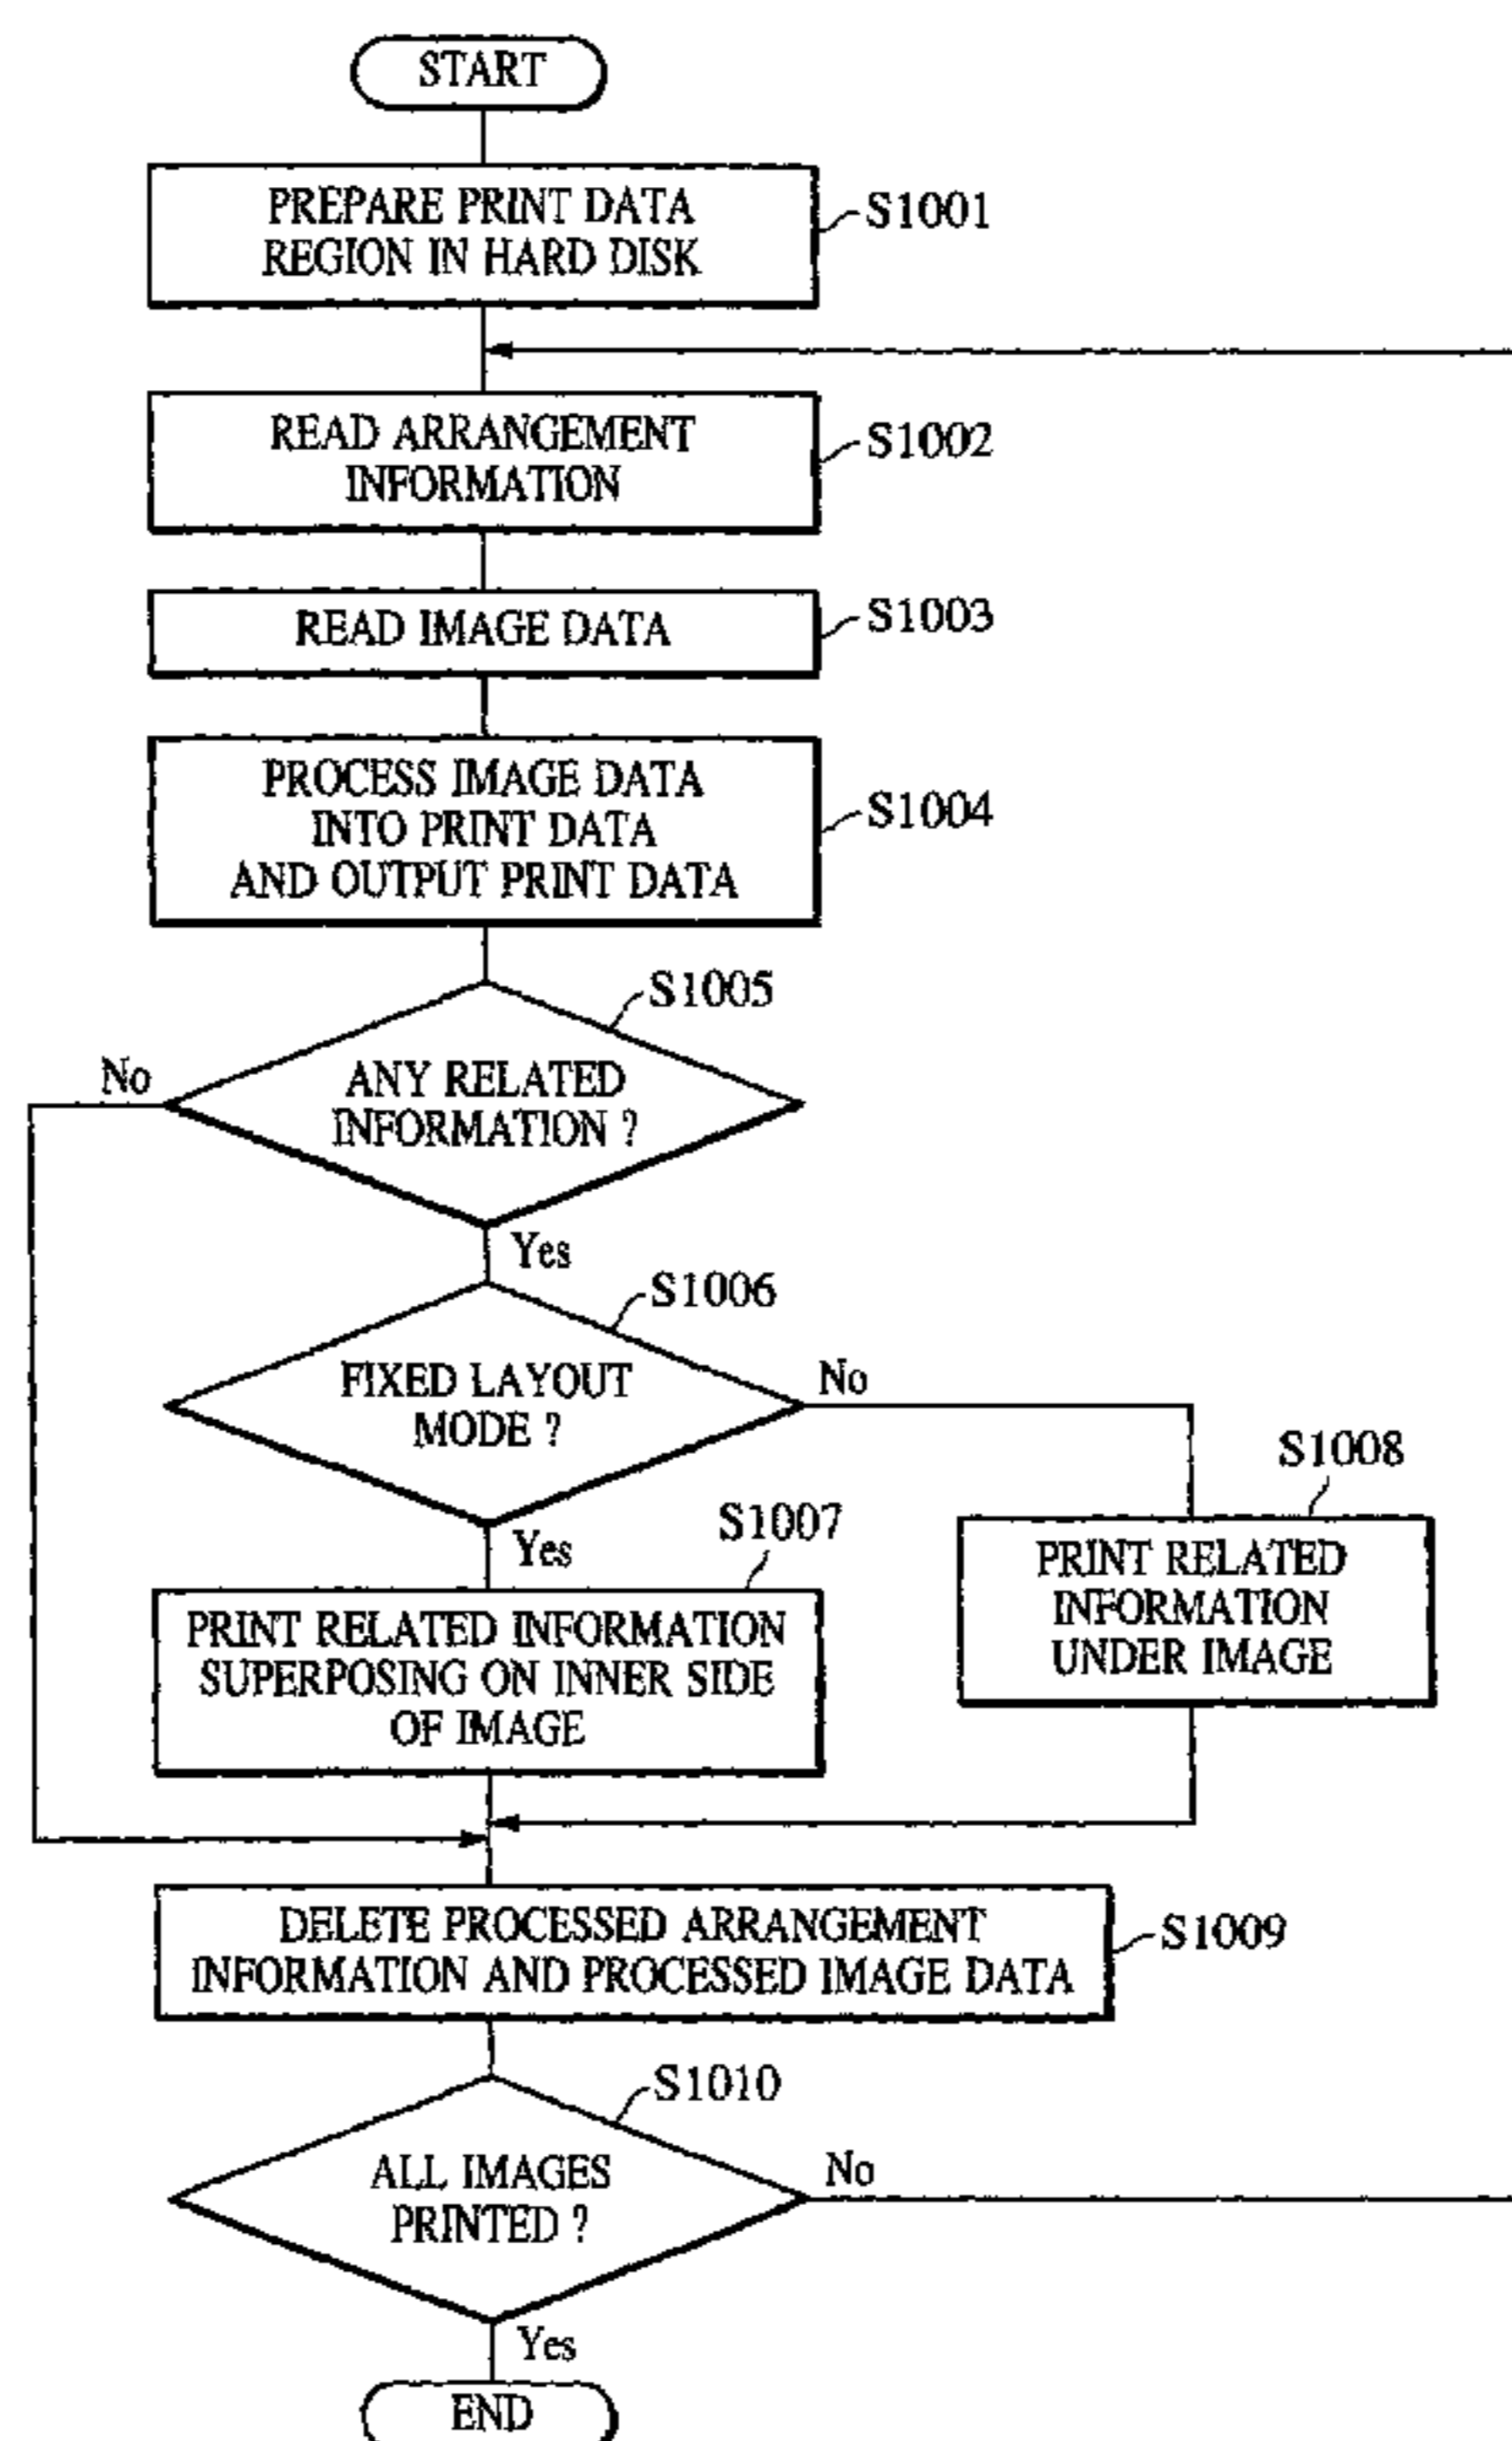 START
PREPARE PRINT DATA
REGION IN HARD DISK
S1001
READ ARRANGEMENT
INFORMATION
S1002
READ IMAGE DATA
S1003
PROCESS IMAGE DATA
INTO PRINT DATA
AND OUTPUT PRINT DATA
S1004
S1005
No
ANY RELATED
INFORMATION ?
Yes
S1006
FIXED LAYOUT
MODE ?
No
Yes
S1007
S1008
PRINT RELATED INFORMATION
SUPERPOSING ON INNER SIDE
OF IMAGE
PRINT RELATED
INFORMATION
UNDER IMAGE
DELETE PROCESSED ARRANGEMENT
INFORMATION AND PROCESSED IMAGE DATA
S1009
S1010
ALL IMAGES
PRINTED ?
No
Yes
END